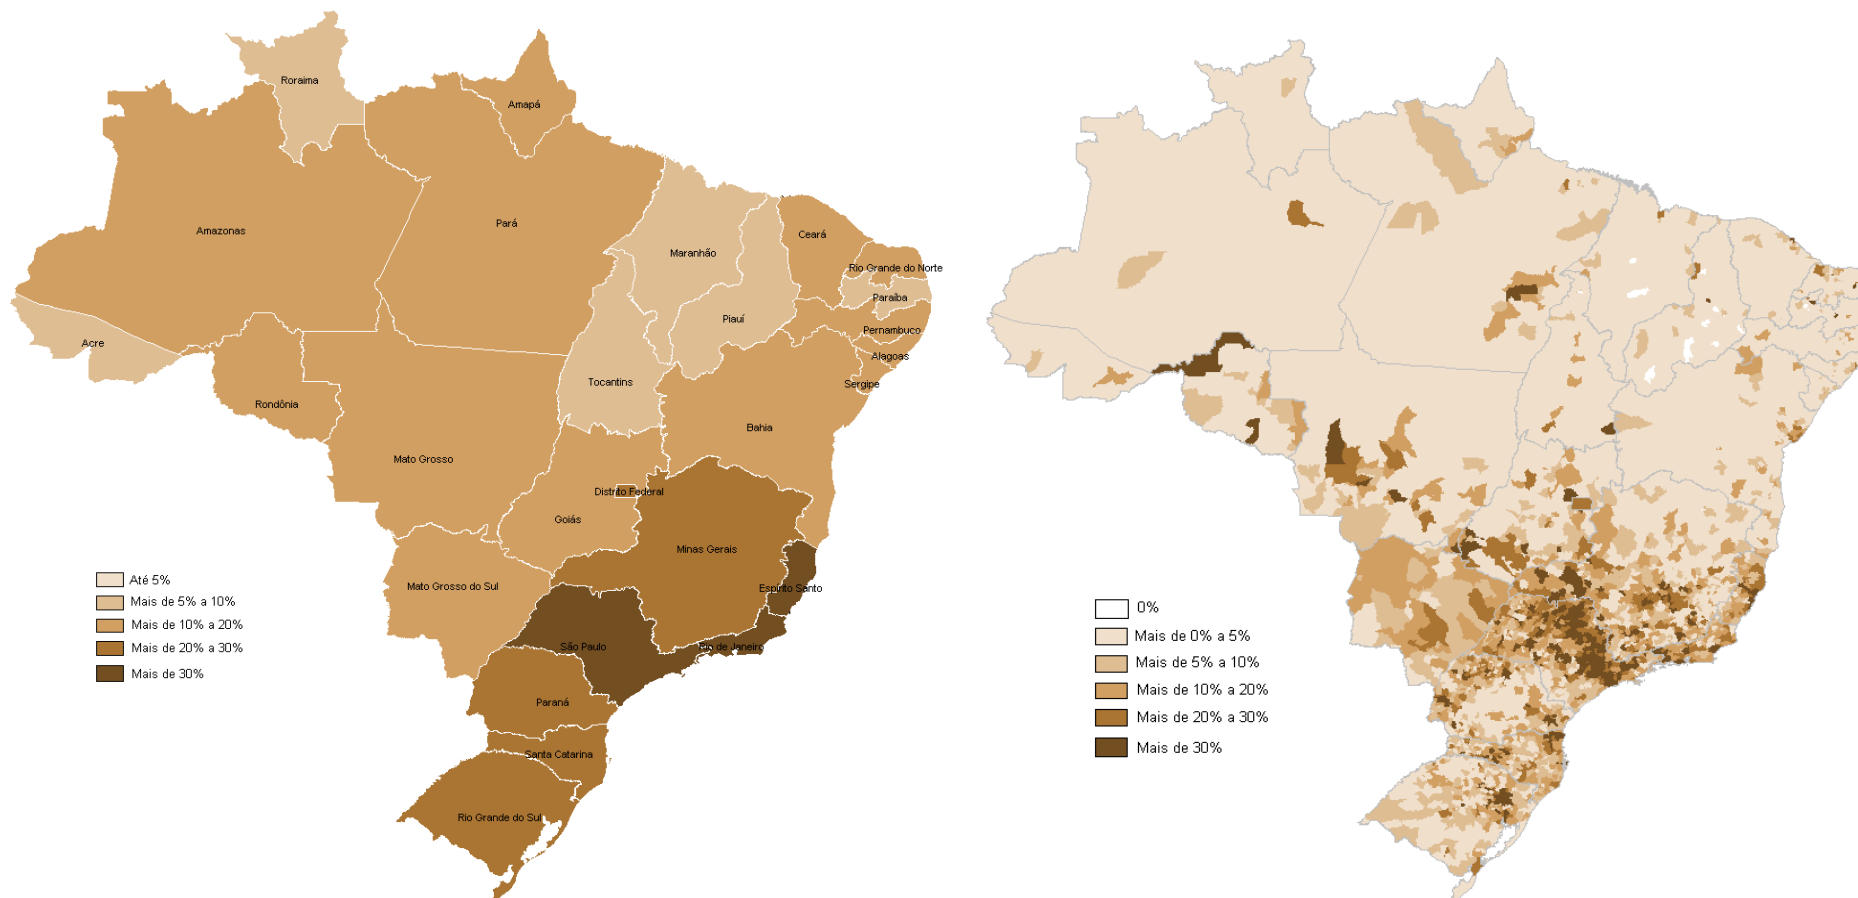 Roraima
Amapá
Amazonas
Pará
Ceará
Maranhão
Rio Grande do Norte
Paraíba
Piauí
Pernambuco
Acre
Alagoas
Tocantins
Sergipe
Rondônia
Bahia
Mato Grosso
Distrito Federal
Goiás
Minas Gerais
Mato Grosso do Sul
Espírito Santo
São Paulo
Rio de Janeiro
Paraná
Santa Catarina
Rio Grande do Sul
Até 5%
Mais de 5% a 10%
Mais de 10% a 20%
Mais de 20% a 30%
Mais de 30%
0%
Mais de 0% a 5%
Mais de 5% a 10%
Mais de 10% a 20%
Mais de 20% a 30%
Mais de 30%